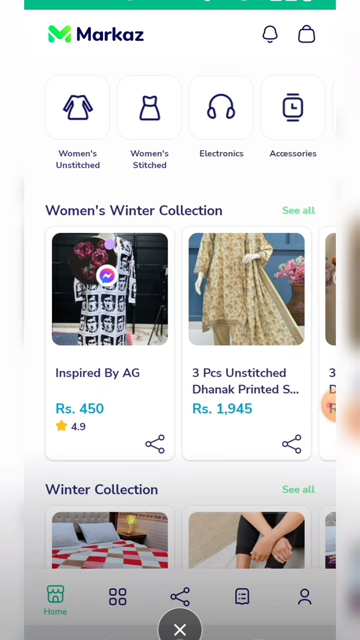 Markaz
Women's
Unstitched
Women's
Stitched
Electronics
Accessories
Women's Winter Collection
See all
Inspired By AG
Rs. 450
4.9
3 Pcs Unstitched
Dhanak Printed S...
Rs. 1,945
3
Winter Collection
See all
Home